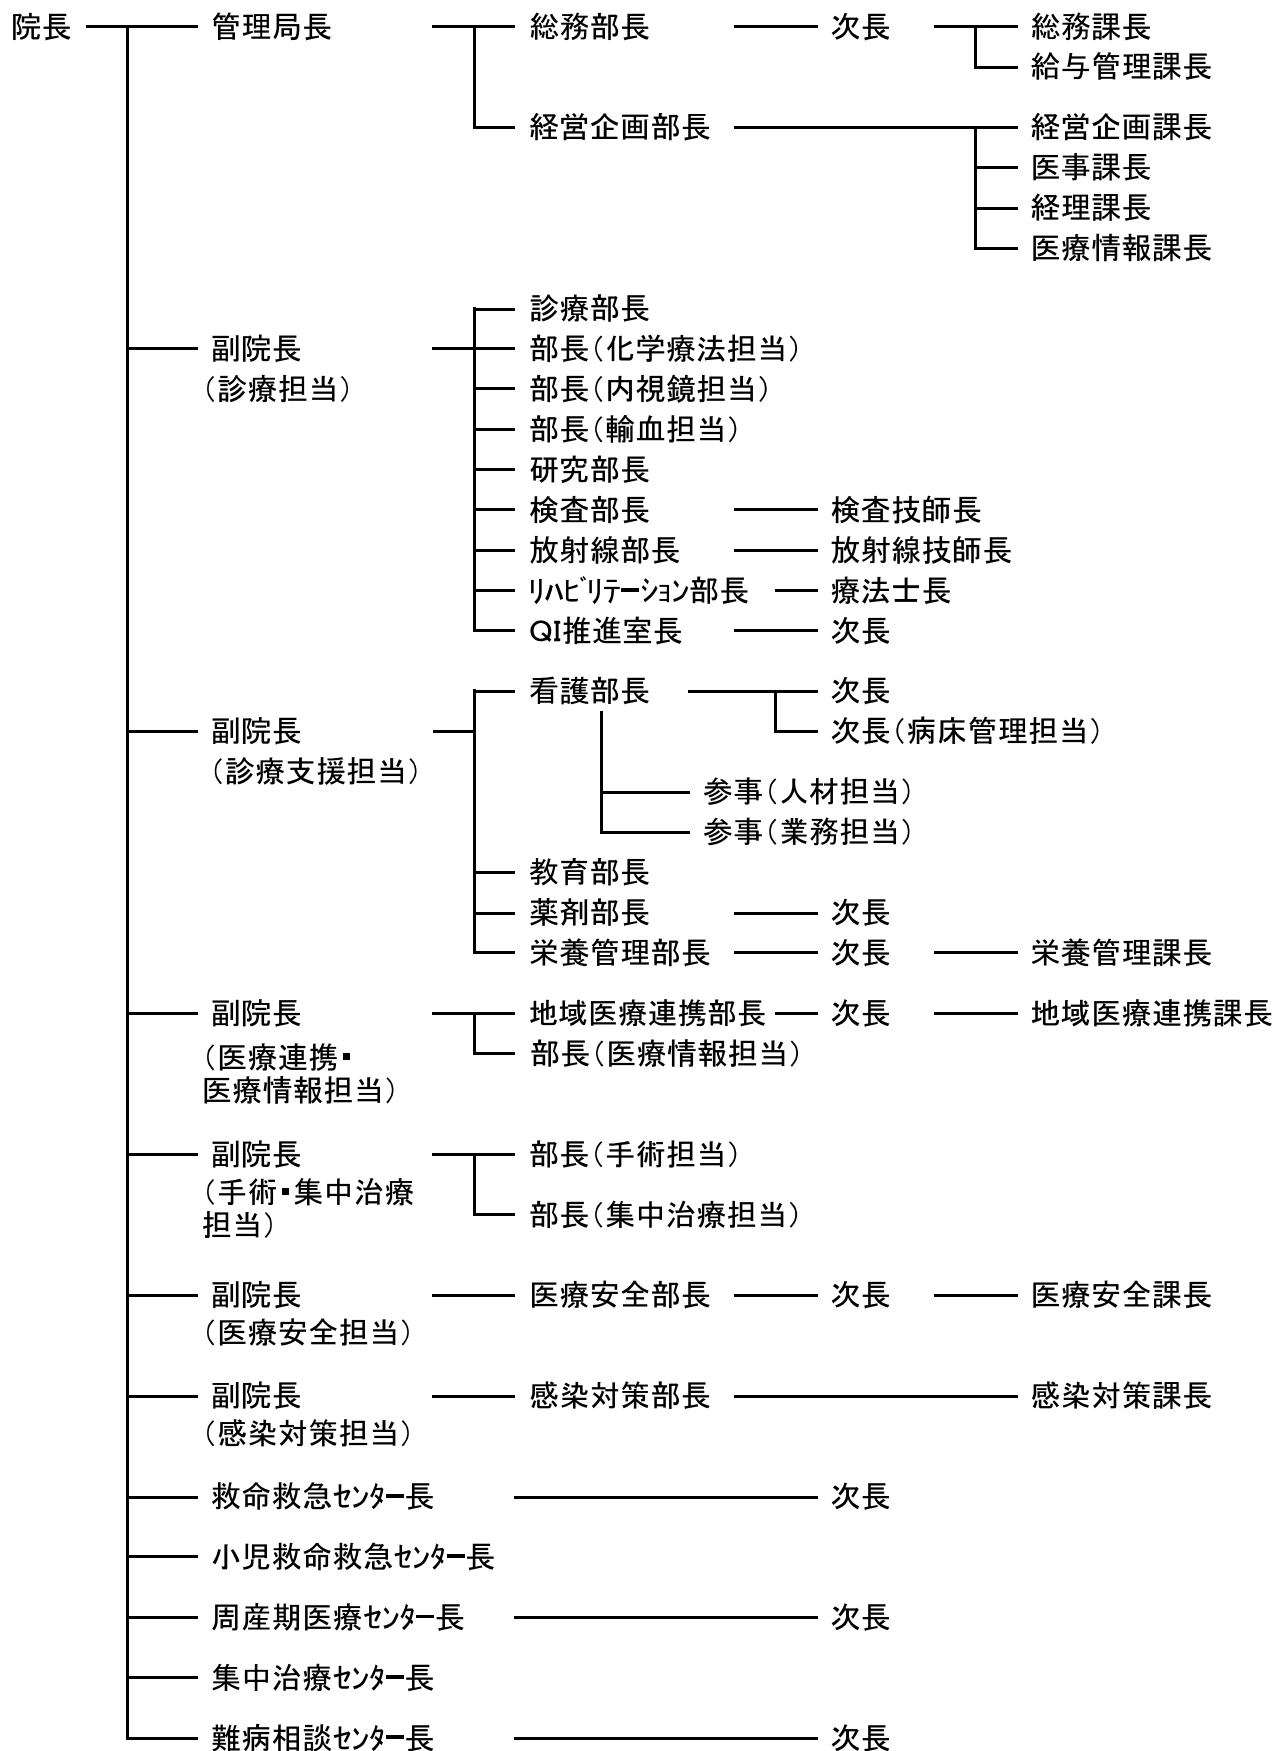 院長 管理局長 総務部長 次長 総務課長
給与管理課長
経営企画部長 経営企画課長
医事課長
経理課長
医療情報課長
診療部長
副院長 部長（化学療法担当）
（診療担当） 部長（内視鏡担当）
部長（輸血担当）
研究部長
検査部長 検査技師長
放射線部長 放射線技師長
ﾘﾊﾋﾞﾘﾃｰｼｮﾝ部長 療法士長
QI推進室長 次長
看護部長 次長
副院長 次長（病床管理担当）
（診療支援担当）
参事（人材担当）
参事（業務担当）
教育部長
薬剤部長 次長
栄養管理部長 次長 栄養管理課長
副院長 地域医療連携部長 次長 地域医療連携課長
（医療連携・ 部長（医療情報担当）
医療情報担当）
副院長 部長（手術担当）
（手術・集中治療
担当） 部長（集中治療担当）
副院長 医療安全部長 次長 医療安全課長
（医療安全担当）
副院長 感染対策部長 感染対策課長
（感染対策担当）
救命救急ｾﾝﾀｰ長 次長
小児救命救急ｾﾝﾀｰ長
周産期医療ｾﾝﾀｰ長 次長
集中治療ｾﾝﾀｰ長
難病相談ｾﾝﾀｰ長 次長